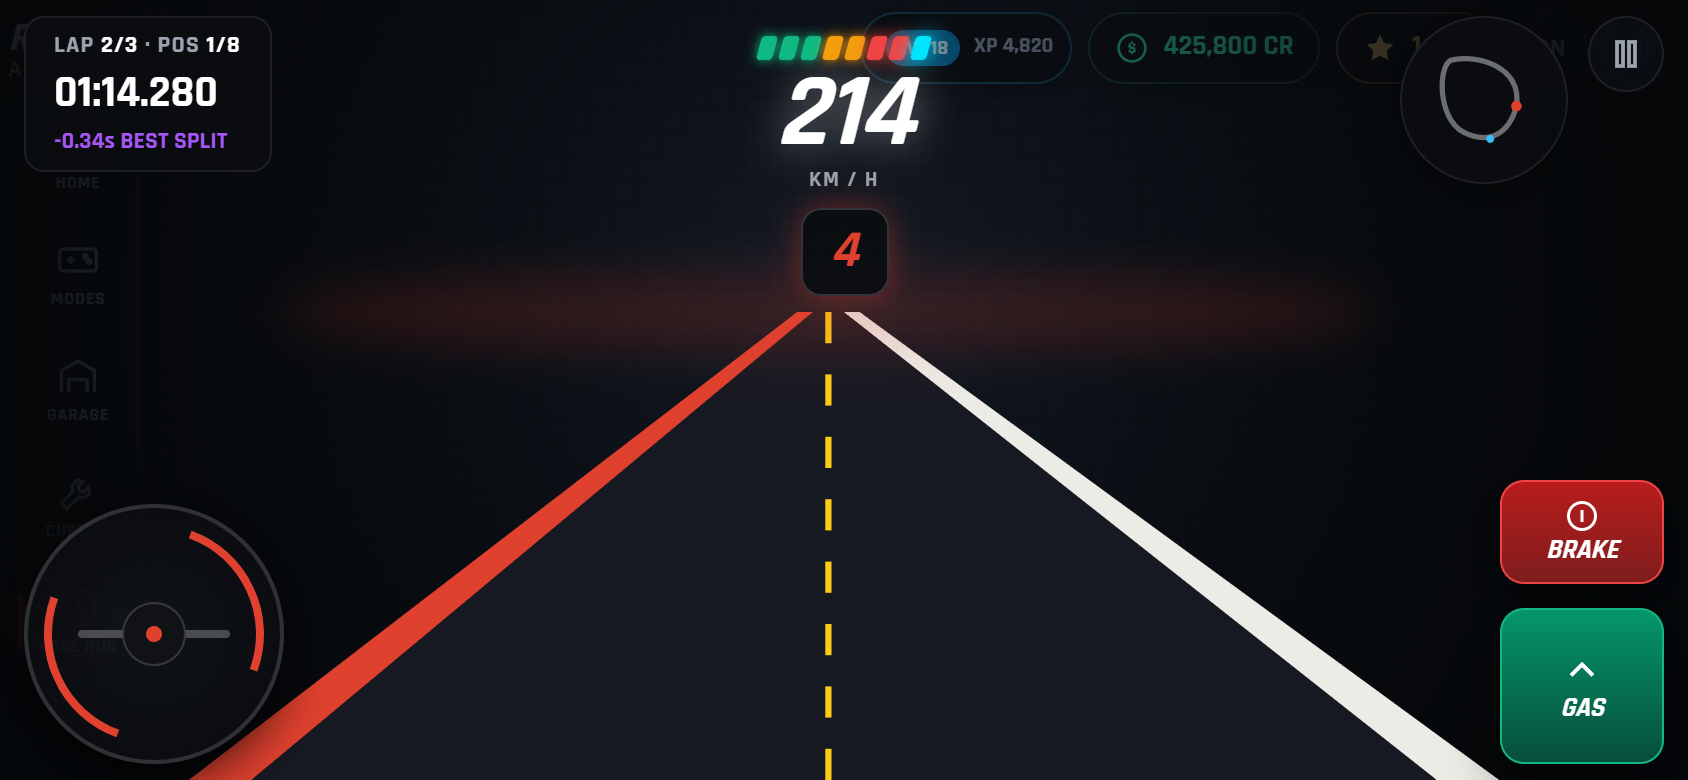 LAP 2/3 · POS 1/8
01:14.280
-0.34s BEST SPLIT
18
XP 4,820
$ 425,800 CR
214
KM / H
4
HOME
MODES
GARAGE
BRAKE
GAS